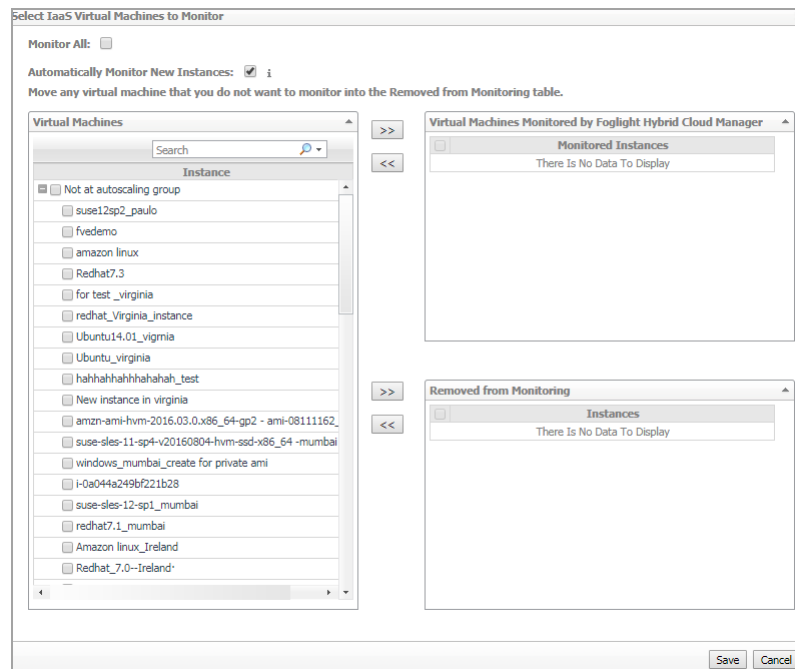 Select IaaS Virtual Machines to Monitor
Monitor All:
Automatically Monitor New Instances: i
Move any virtual machine that you do not want to monitor into the Removed from Monitoring table.
Virtual Machines
Search
Instance
Not at autoscaling group
suse12sp2_paulo
fvedemo
amazon linux
Redhat7.3
for test _virginia
redhat_Virginia_instance
Ubuntu14.01_vigrnia
Ubuntu_virginia
hahhahhahhhahahah_test
New instance in virginia
amzn-ami-hvm-2016.03.0.x86_64-gp2 - ami-08111162_
suse-sles-11-sp4-v20160804-hvm-ssd-x86_64 -mumbai
windows_mumbai_create for private ami
i-0a044a249bf221b28
suse-sles-12-sp1_mumbai
redhat7.1_mumbai
Amazon linux_Ireland
Redhat_7.0--Ireland·
>>
<<
Virtual Machines Monitored by Foglight Hybrid Cloud Manager
Monitored Instances
There Is No Data To Display
>>
<<
Removed from Monitoring
Instances
There Is No Data To Display
Save Cancel